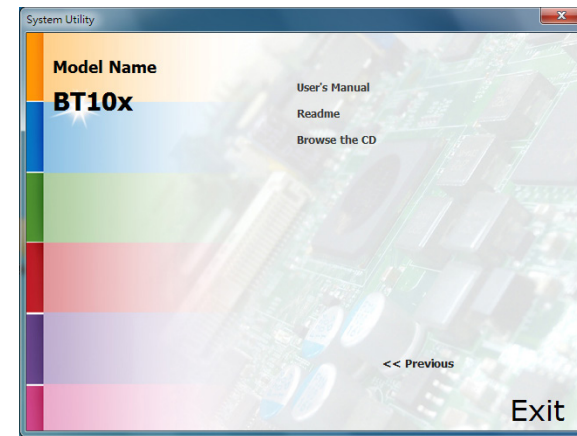 System Utility
Model Name
BT10x
User's Manual
Readme
Browse the CD
<< Previous
Exit